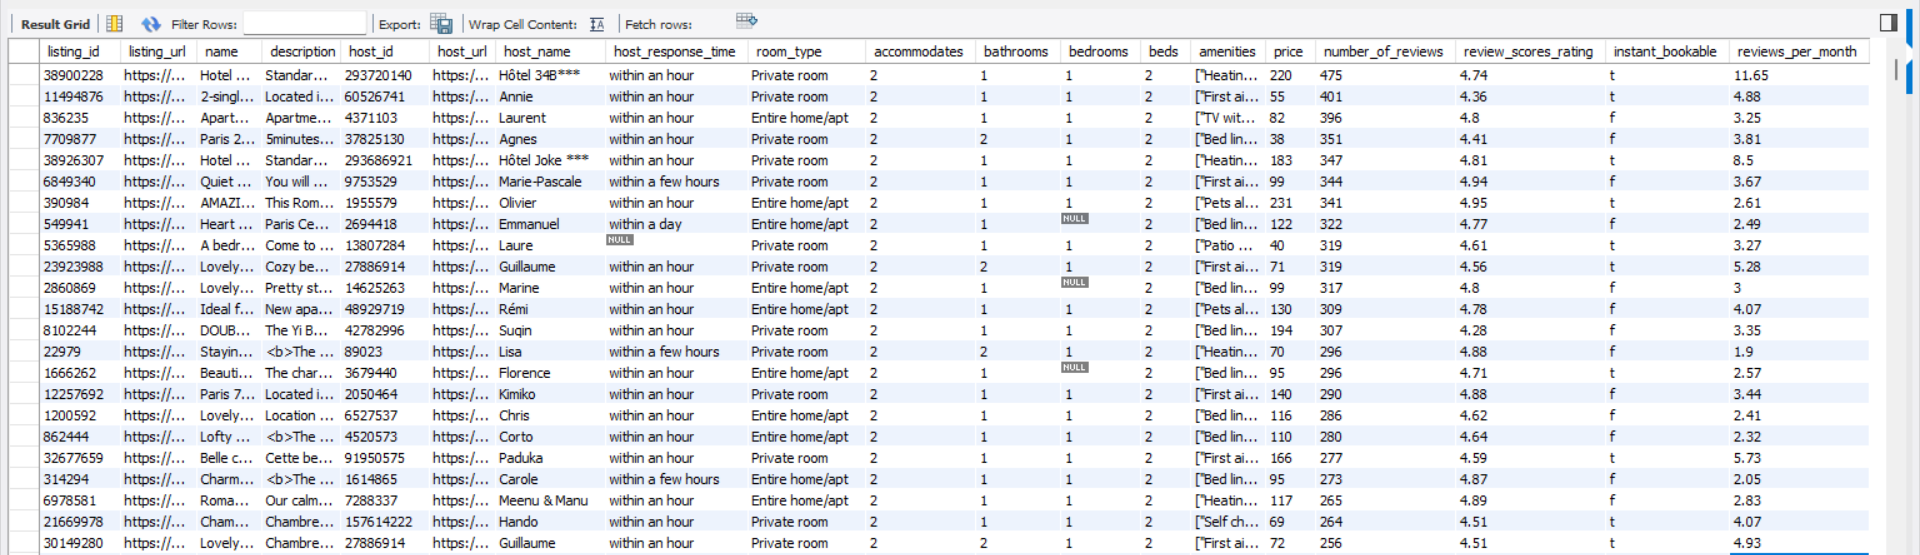 Result Grid Filter Rows: Export: Wrap Cell Content: Fetch rows:
listing_id listing_url name description host_id host_url host_name host_response_time room_type accommodates bathrooms bedrooms beds amenities price number_of_reviews review_scores_rating instant_bookable reviews_per_month
38900228 https://... Hotel ... Standar... 293720140 https:/... Hôtel 34B*** within an hour Private room 2 1 1 2 ["Heatin... 220 475 4.74 t 11.65
11494876 https://... 2-singl... Located i... 60526741 https:/... Annie within an hour Private room 2 1 1 2 ["First ai... 55 401 4.36 t 4.88
836235 https://... Apart... Apartme... 4371103 https:/... Laurent within an hour Entire home/apt 2 1 1 2 ["TV wit... 82 396 4.8 f 3.25
7709877 https://... Paris 2... 5minutes... 37825130 https:/... Agnes within an hour Private room 2 2 1 2 ["Bed lin... 38 351 4.41 f 3.81
38926307 https://... Hotel ... Standar... 293686921 https:/... Hôtel Joke *** within an hour Private room 2 1 1 2 ["Heatin... 183 347 4.81 t 8.5
6849340 https://... Quiet ... You will ... 9753529 https:/... Marie-Pascale within a few hours Private room 2 1 1 2 ["First ai... 99 344 4.94 f 3.67
390984 https://... AMAZI... This Rom... 1955579 https:/... Olivier within an hour Entire home/apt 2 1 1 2 ["Pets al... 231 341 4.95 t 2.61
549941 https://... Heart ... Paris Ce... 2694418 https:/... Emmanuel within a day Entire home/apt 2 1 NULL 2 ["Bed lin... 122 322 4.77 f 2.49
5365988 https://... A bedr... Come to ... 13807284 https:/... Laure NULL Private room 2 1 1 2 ["Patio ... 40 319 4.61 t 3.27
23923988 https://... Lovely... Cozy be... 27886914 https:/... Guillaume within an hour Private room 2 2 1 2 ["First ai... 71 319 4.56 t 5.28
2860869 https://... Lovely... Pretty st... 14625263 https:/... Marine within an hour Entire home/apt 2 1 NULL 2 ["Bed lin... 99 317 4.8 f 3
15188742 https://... Ideal f... New apa... 48929719 https:/... Rémi within an hour Entire home/apt 2 1 1 2 ["Pets al... 130 309 4.78 f 4.07
8102244 https://... DOUB... The Yi B... 42782996 https:/... Suqin within an hour Private room 2 1 1 2 ["Bed lin... 194 307 4.28 f 3.35
22979 https://... Stayin... <b>The ... 89023 https:/... Lisa within a few hours Private room 2 2 1 2 ["Heatin... 70 296 4.88 f 1.9
1666262 https://... Beauti... The char... 3679440 https:/... Florence within an hour Entire home/apt 2 1 NULL 2 ["Bed lin... 95 296 4.71 t 2.57
12257692 https://... Paris 7... Located i... 2050464 https:/... Kimiko within an hour Private room 2 1 1 2 ["First ai... 140 290 4.88 f 3.44
1200592 https://... Lovely... Location ... 6527537 https:/... Chris within an hour Entire home/apt 2 1 1 2 ["Bed lin... 116 286 4.62 f 2.41
862444 https://... Lofty ... <b>The ... 4520573 https:/... Corto within an hour Entire home/apt 2 1 1 2 ["Bed lin... 110 280 4.64 f 2.32
32677659 https://... Belle c... Cette be... 91950575 https:/... Paduka within an hour Private room 2 1 1 2 ["Bed lin... 166 277 4.59 t 5.73
314294 https://... Charm... <b>The ... 1614865 https:/... Carole within a few hours Entire home/apt 2 1 1 2 ["Bed lin... 95 273 4.87 f 2.05
6978581 https://... Roma... Our calm... 7288337 https:/... Meenu & Manu within an hour Entire home/apt 2 1 1 2 ["Heatin... 117 265 4.89 f 2.83
21669978 https://... Cham... Chambre... 157614222 https:/... Hando within an hour Private room 2 1 1 2 ["Self ch... 69 264 4.51 t 4.07
30149280 https://... Lovely... Chambre... 27886914 https:/... Guillaume within an hour Private room 2 2 1 2 ["First ai... 72 256 4.51 t 4.93